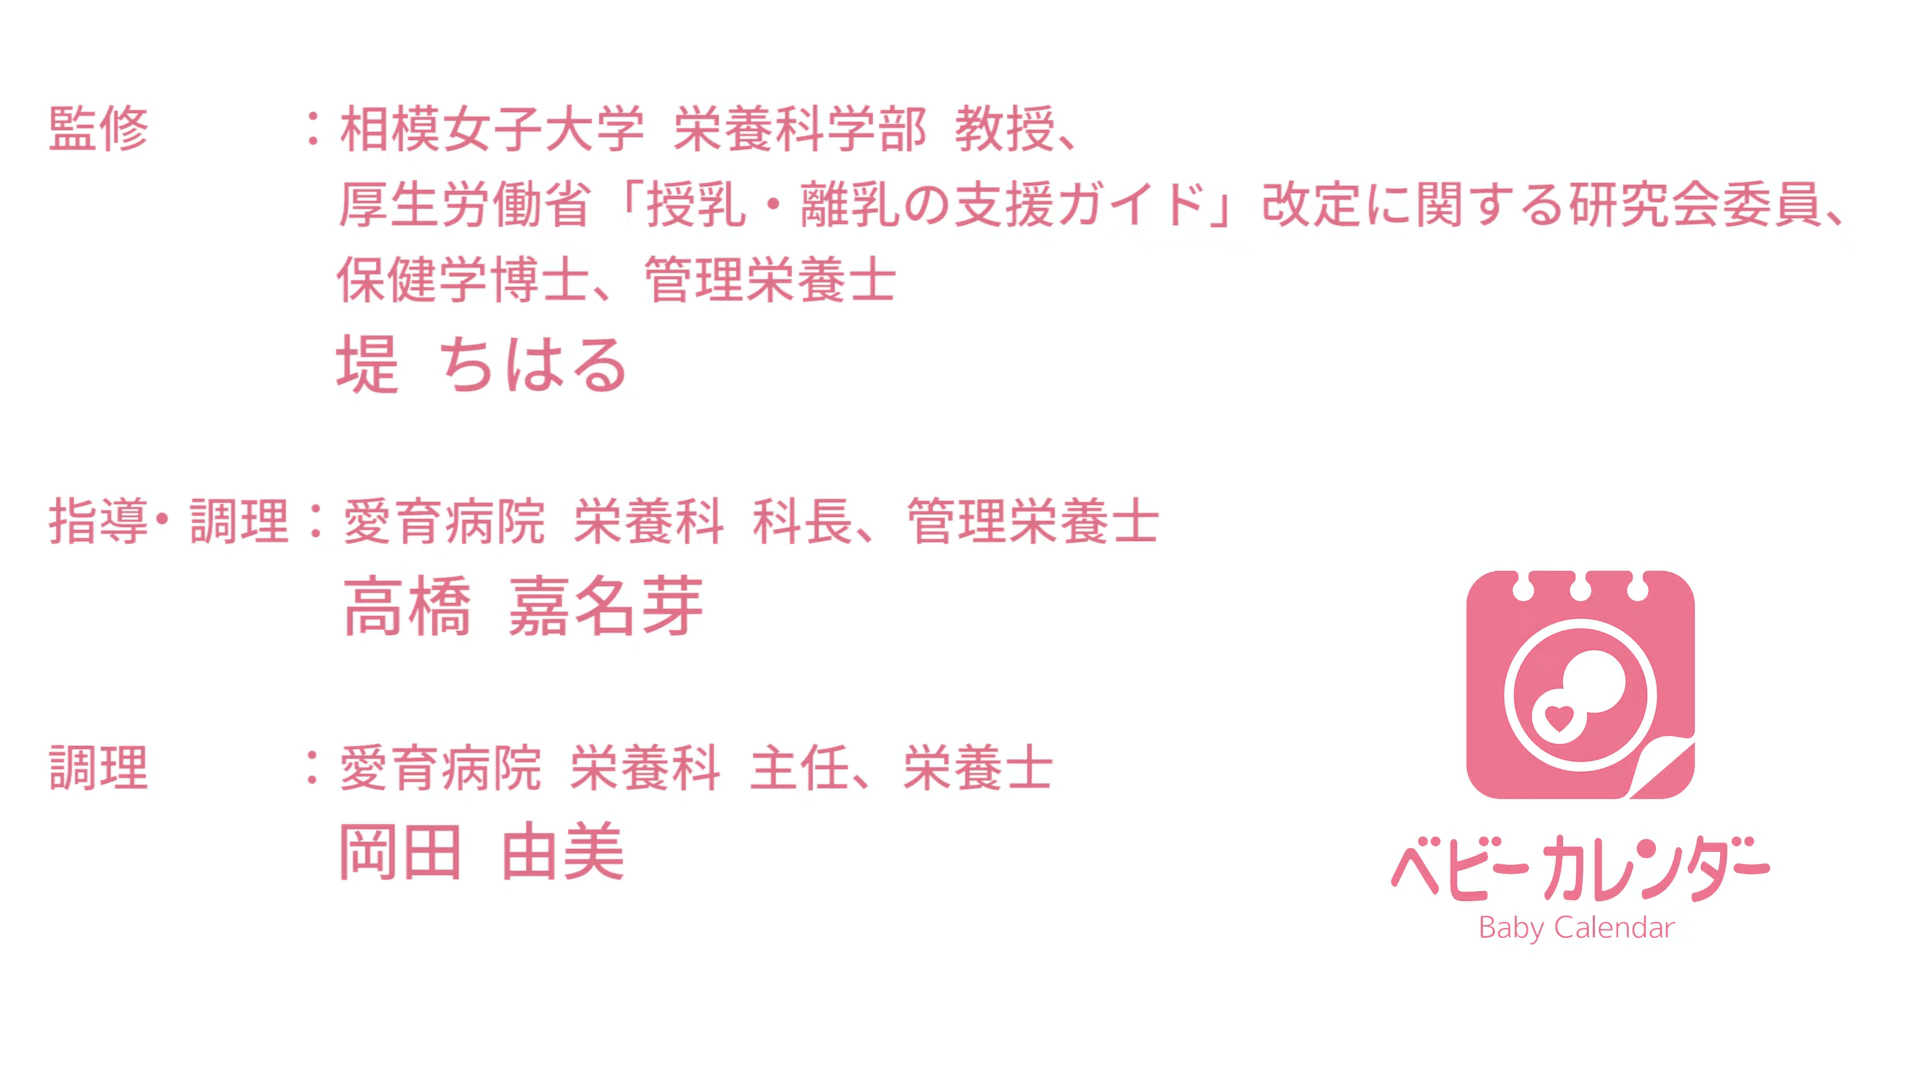 監修　　　：相模女子大学 栄養科学部 教授、
厚生労働省「授乳・離乳の支援ガイド」改定に関する研究会委員、
保健学博士、管理栄養士
堤 ちはる
指導・調理：愛育病院 栄養科 科長、管理栄養士
高橋 嘉名芽
調理　　　：愛育病院 栄養科 主任、栄養士
岡田 由美
ベビーカレンダー
Baby Calendar